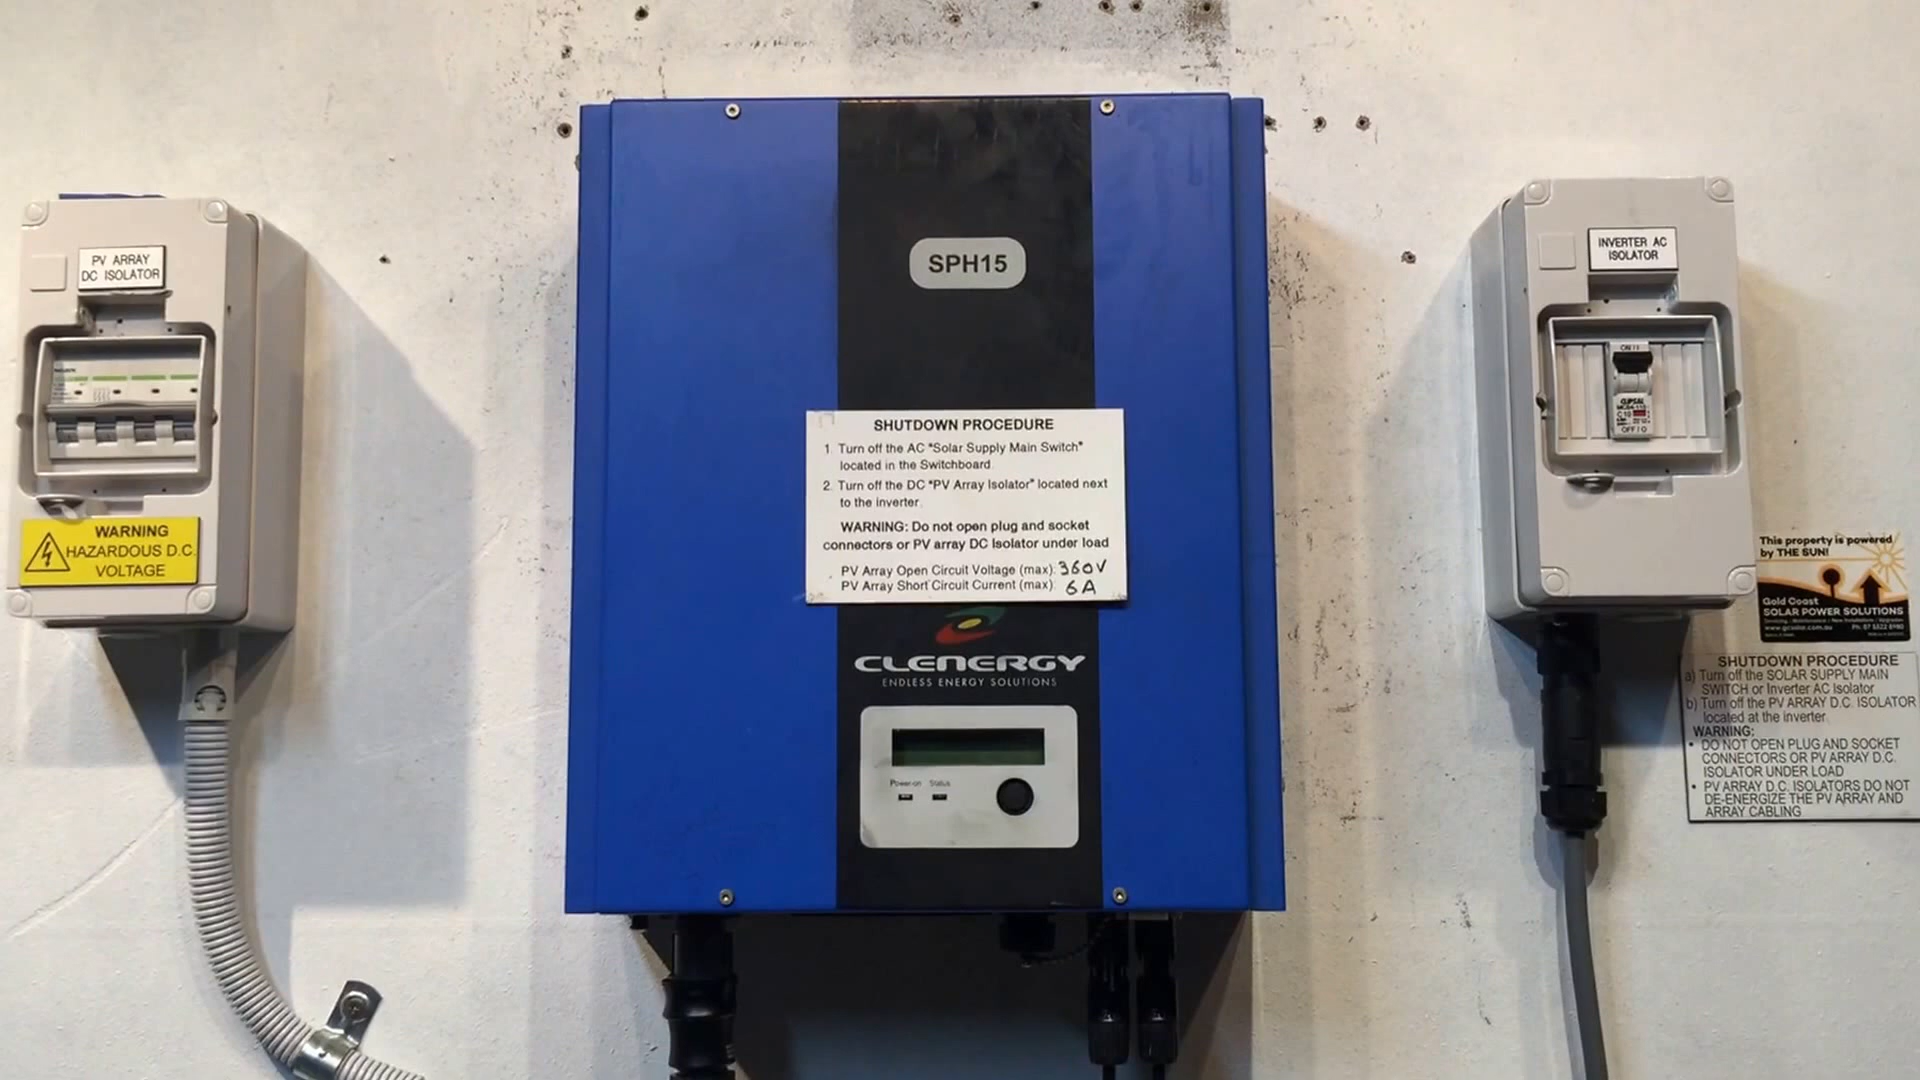 PV ARRAY
DC ISOLATOR
WARNING
HAZARDOUS D.C.
VOLTAGE
SPH15
SHUTDOWN PROCEDURE
1. Turn off the AC "Solar Supply Main Switch"
located in the Switchboard
2. Turn off the DC "PV Array Isolator" located next
to the inverter
WARNING: Do not open plug and socket
connectors or PV array DC Isolator under load
PV Array Open Circuit Voltage (max): 360V
PV Array Short Circuit Current (max): 6A
CLENERGY
ENDLESS ENERGY SOLUTIONS
Power-on Status
INVERTER AC
ISOLATOR
ON / I
CLIPSAL
OFF / O
This property is powered
by THE SUN!
Gold Coast
SOLAR POWER SOLUTIONS
www.gcsolar.com.au
SHUTDOWN PROCEDURE
a) Turn off the SOLAR SUPPLY MAIN
SWITCH or Inverter AC Isolator
b) Turn off the PV ARRAY D.C. ISOLATOR
located at the inverter
WARNING:
• DO NOT OPEN PLUG AND SOCKET
CONNECTORS OR PV ARRAY D.C.
ISOLATOR UNDER LOAD
• PV ARRAY D.C. ISOLATORS DO NOT
DE-ENERGIZE THE PV ARRAY AND
ARRAY CABLING